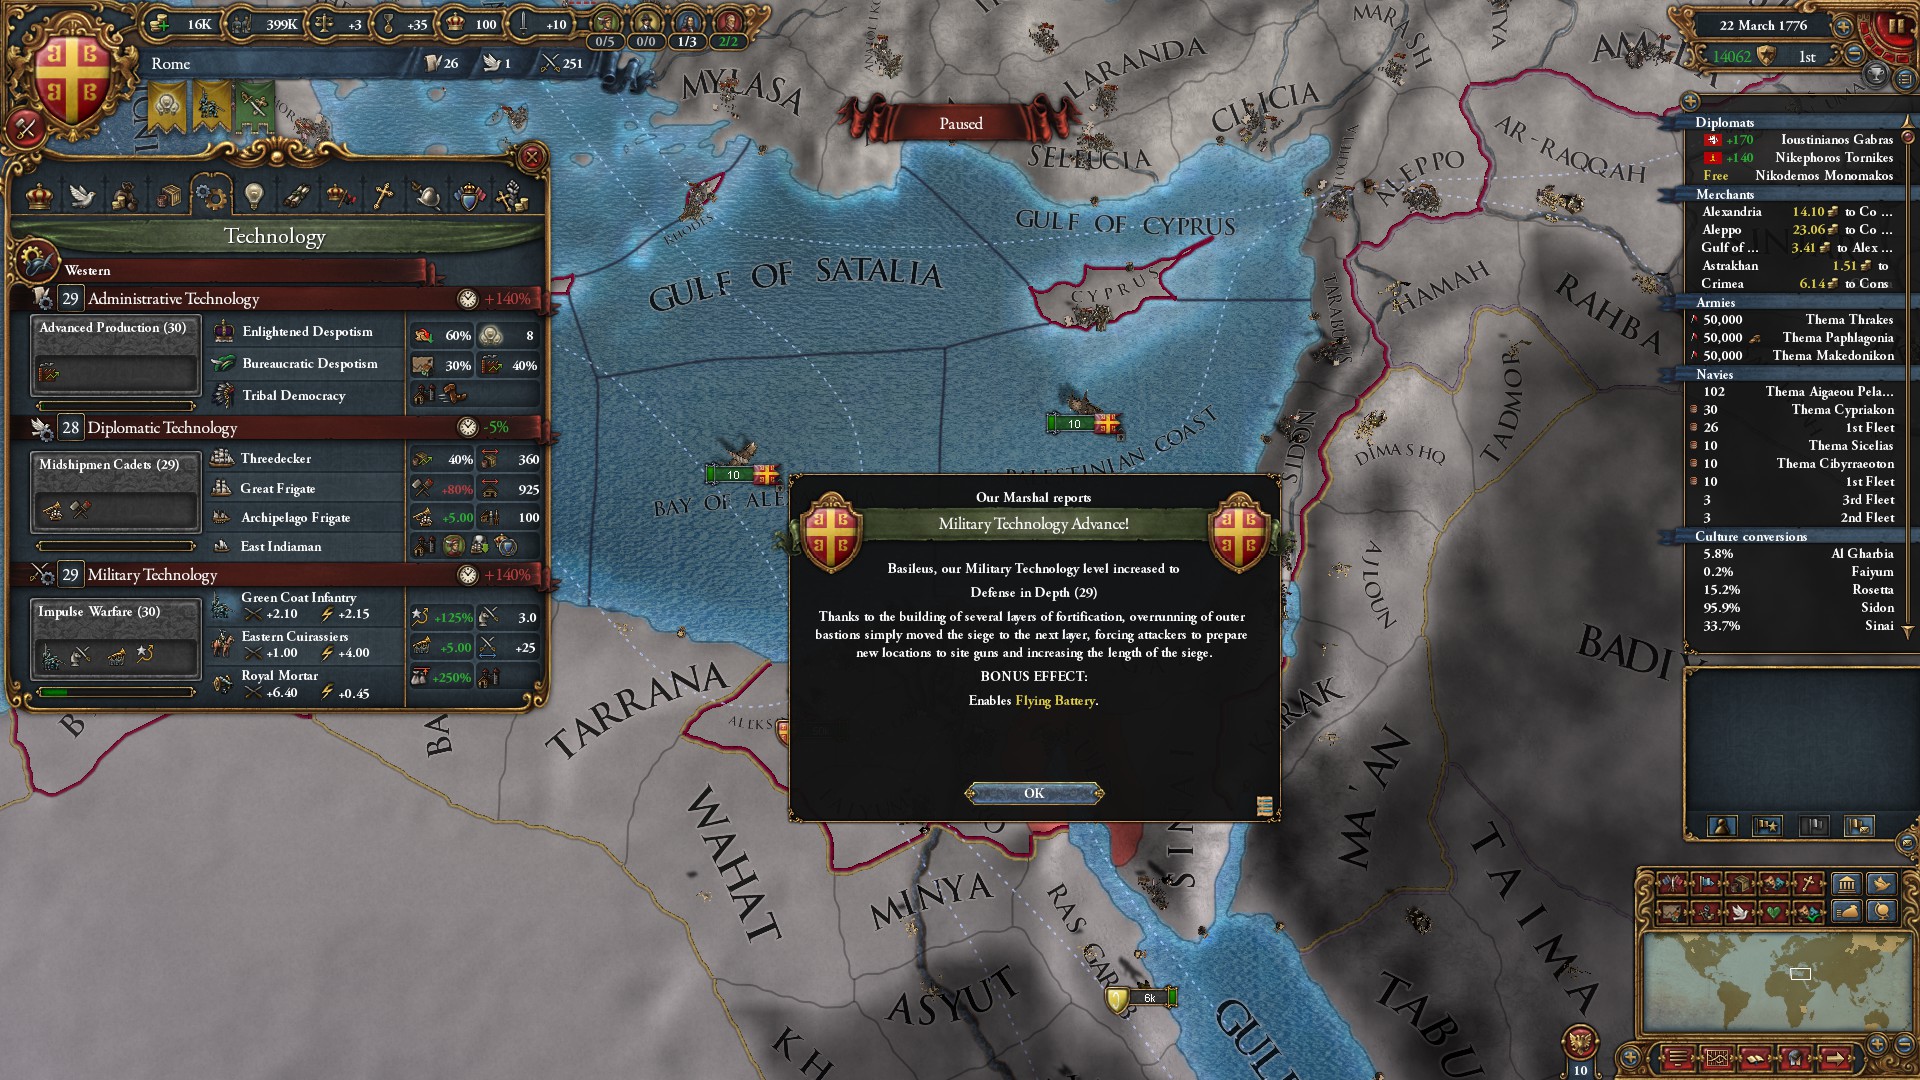 16K
399K
+3
+35
100
+10
0/5
0/0
1/3
2/2
Rome
26
1
251
22 March 1776
14062
1st
Paused
Technology
Western
29 Administrative Technology +140%
Advanced Production (30)
Enlightened Despotism 60% 8
Bureaucratic Despotism 30% 40%
Tribal Democracy
28 Diplomatic Technology -5%
Midshipmen Cadets (29)
Threedecker 40% 360
Great Frigate +80% 925
Archipelago Frigate +5.00 100
East Indiaman
29 Military Technology +140%
Impulse Warfare (30)
Green Coat Infantry
+2.10 +2.15
+125% 3.0
Eastern Cuirassiers
+1.00 +4.00
+5.00 +25
Royal Mortar
+6.40 +0.45
+250%
Our Marshal reports
Military Technology Advance!
Basileus, our Military Technology level increased to
Defense in Depth (29)
Thanks to the building of several layers of fortification, overrunning of outer
bastions simply moved the siege to the next layer, forcing attackers to prepare
new locations to site guns and increasing the length of the siege.
BONUS EFFECT:
Enables Flying Battery.
OK
Diplomats
+170 Ioustinianos Gabras
+140 Nikephoros Tornikes
Free Nikodemos Monomakos
Merchants
Alexandria 14.10 to Co ...
Aleppo 23.06 to Co ...
Gulf of ... 3.41 to Alex ...
Astrakhan 1.51 to
Crimea 6.14 to Cons
Armies
50,000 Thema Thrakes
50,000 Thema Paphlagonia
50,000 Thema Makedonikon
Navies
102 Thema Aigaeou Pela...
30 Thema Cypriakon
26 1st Fleet
10 Thema Sicelias
10 Thema Cibyrraeoton
10 1st Fleet
3 3rd Fleet
3 2nd Fleet
Culture conversions
5.8% Al Gharbia
0.2% Faiyum
15.2% Rosetta
95.9% Sidon
33.7% Sinai
MYLASA
LARANDA
MARASH
CILICIA
SELEUCIA
AR-RAQQAH
ALEPPO
RHODES
GULF OF CYPRUS
GULF OF SATALIA
CYPRUS
HAMAH
RAHBA
TARABULUS
TADMOR
SIDON
DIMASHQ
PALESTINIAN COAST
BAY OF ALE
10
10
AJLOUN
BADIY
TARRANA
ALEKS
KARAK
MA'AN
WAHAT
MINYA
RAS GARIB
SIN
TAIMA
ASYUT
6k
GULF
TABU
KH
10